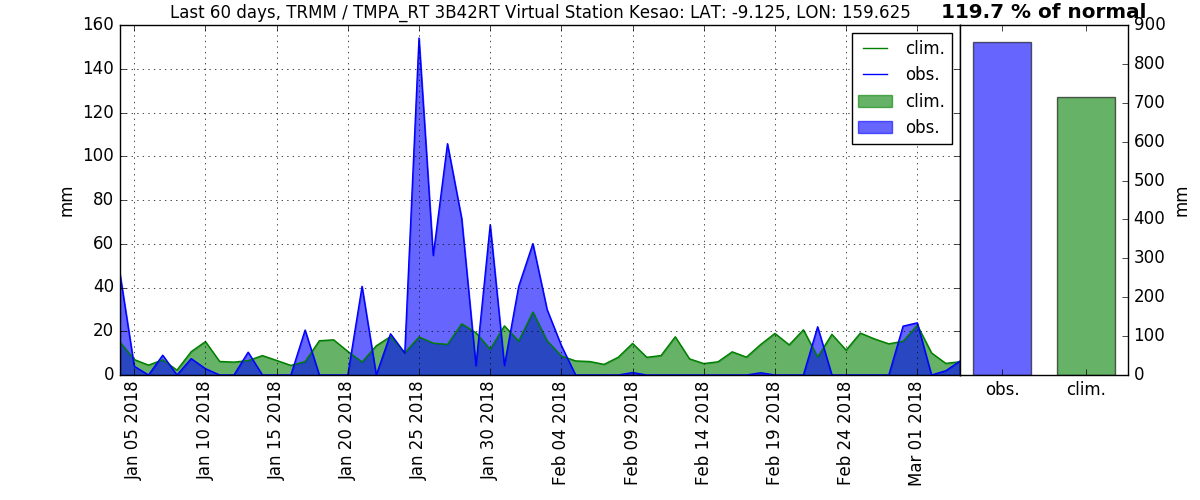 Last 60 days, TRMM / TMPA_RT 3B42RT Virtual Station Kesao: LAT: -9.125, LON: 159.625
119.7 % of normal
160
140
120
100
80
60
40
20
0
mm
clim.
obs.
clim.
obs.
Jan 05 2018
Jan 10 2018
Jan 15 2018
Jan 20 2018
Jan 25 2018
Jan 30 2018
Feb 04 2018
Feb 09 2018
Feb 14 2018
Feb 19 2018
Feb 24 2018
Mar 01 2018
900
800
700
600
500
400
300
200
100
0
mm
obs.
clim.